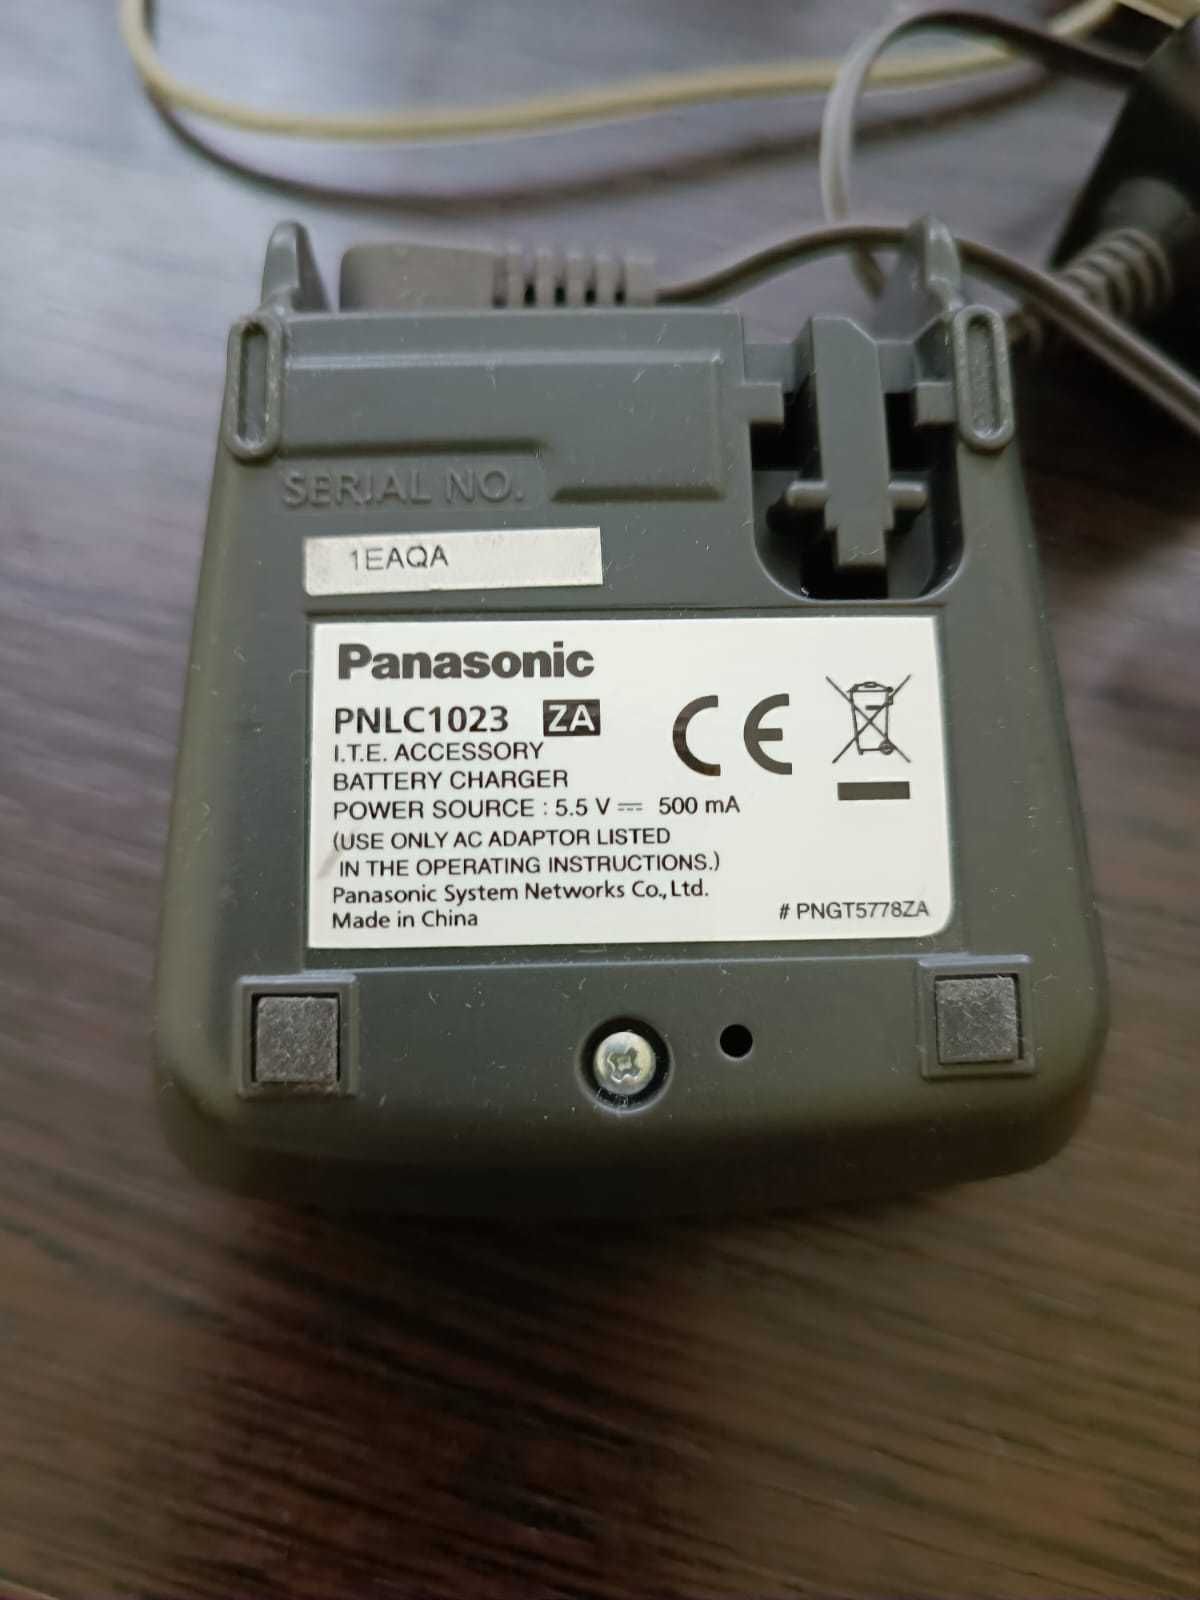 SERIAL NO.
1EAQA
Panasonic
PNLC1023 ZA
CE
I.T.E. ACCESSORY
BATTERY CHARGER
POWER SOURCE : 5.5 V ⎓ 500 mA
(USE ONLY AC ADAPTOR LISTED
IN THE OPERATING INSTRUCTIONS.)
Panasonic System Networks Co., Ltd.
Made in China
# PNGT5778ZA